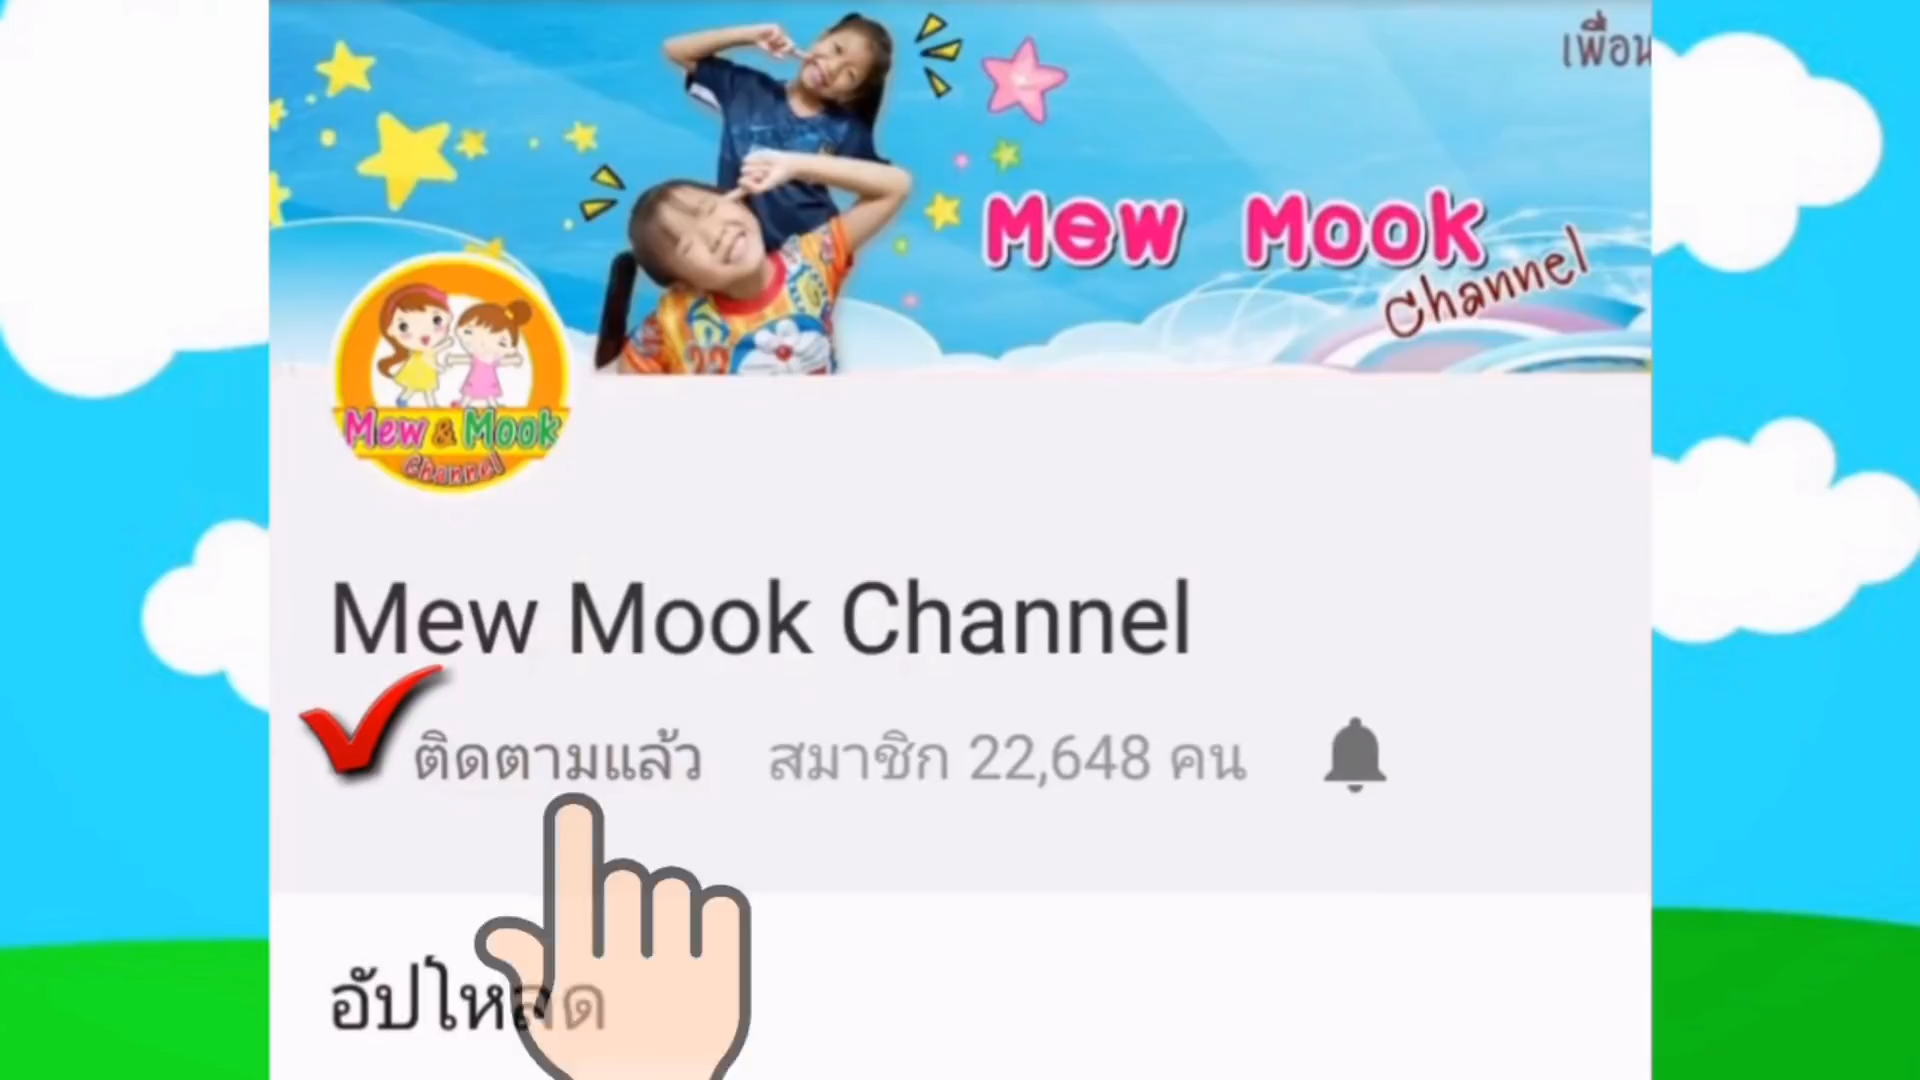 เพื่อน
Mew Mook
Channel
Mew & Mook
Channel
Mew Mook Channel
ติดตามแล้ว สมาชิก 22,648 คน
อัปโหลด